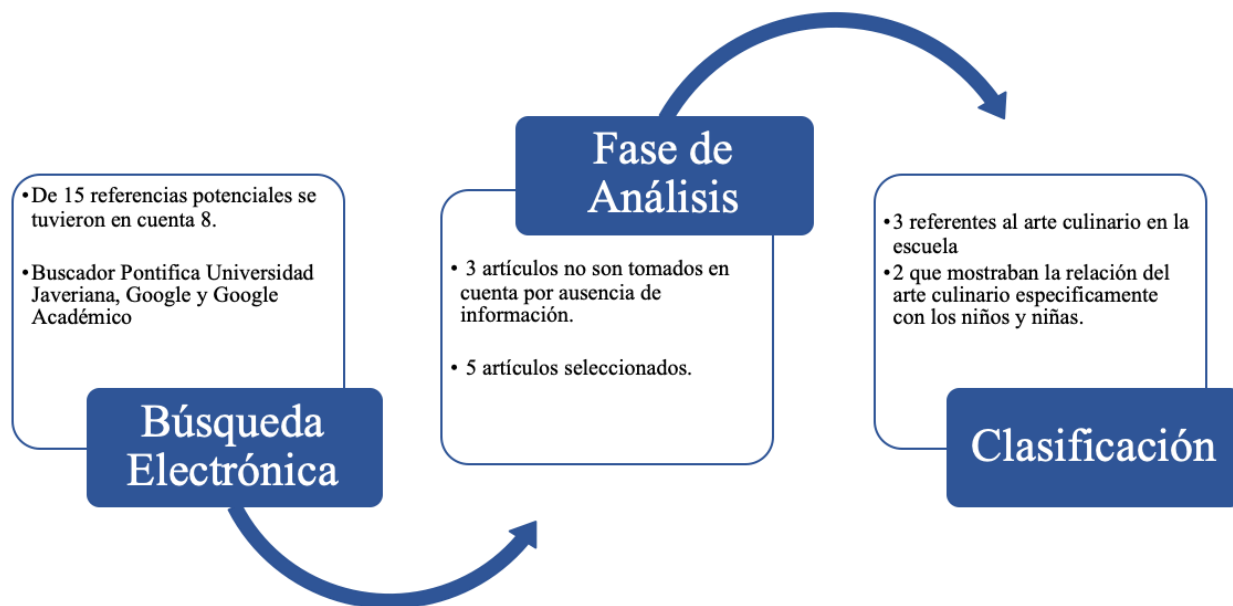 •De 15 referencias potenciales se
tuvieron en cuenta 8.
•Buscador Pontifica Universidad
Javeriana, Google y Google
Académico
Búsqueda
Electrónica
Fase de
Análisis
• 3 artículos no son tomados en
cuenta por ausencia de
información.
• 5 artículos seleccionados.
•3 referentes al arte culinario en la
escuela
•2 que mostraban la relación del
arte culinario especificamente
con los niños y niñas.
Clasificación